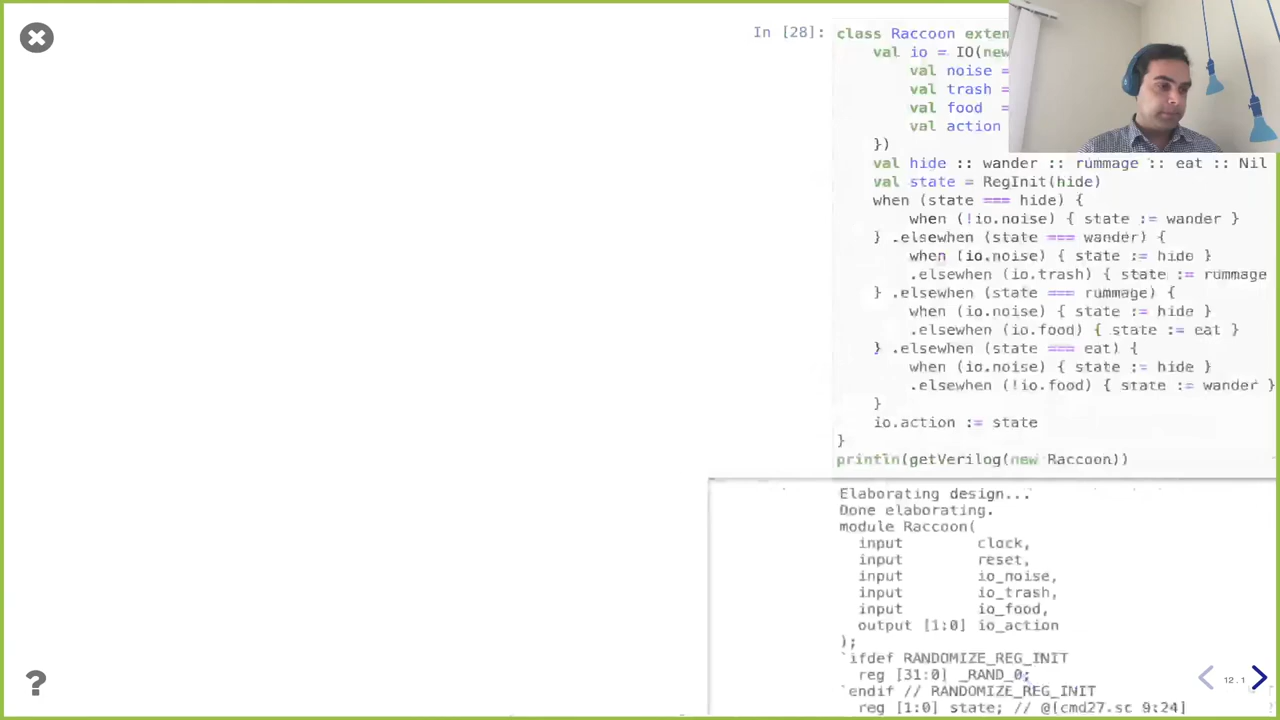 In [28]: class Raccoon exten
val io = IO(new
val noise =
val trash =
val food =
val action
})
val hide :: wander :: rummage :: eat :: Nil
val state = RegInit(hide)
when (state === hide) {
when (!io.noise) { state := wander }
} .elsewhen (state === wander) {
when (io.noise) { state := hide }
.elsewhen (io.trash) { state := rummage
} .elsewhen (state === rummage) {
when (io.noise) { state := hide }
.elsewhen (io.food) { state := eat }
} .elsewhen (state === eat) {
when (io.noise) { state := hide }
.elsewhen (!io.food) { state := wander }
}
io.action := state
}
println(getVerilog(new Raccoon))
Elaborating design...
Done elaborating.
module Raccoon(
input clock,
input reset,
input io_noise,
input io_trash,
input io_food,
output [1:0] io_action
);
`ifdef RANDOMIZE_REG_INIT
reg [31:0] _RAND_0;
`endif // RANDOMIZE_REG_INIT
reg [1:0] state; // @[cmd27.sc 9:24]
?
12.1